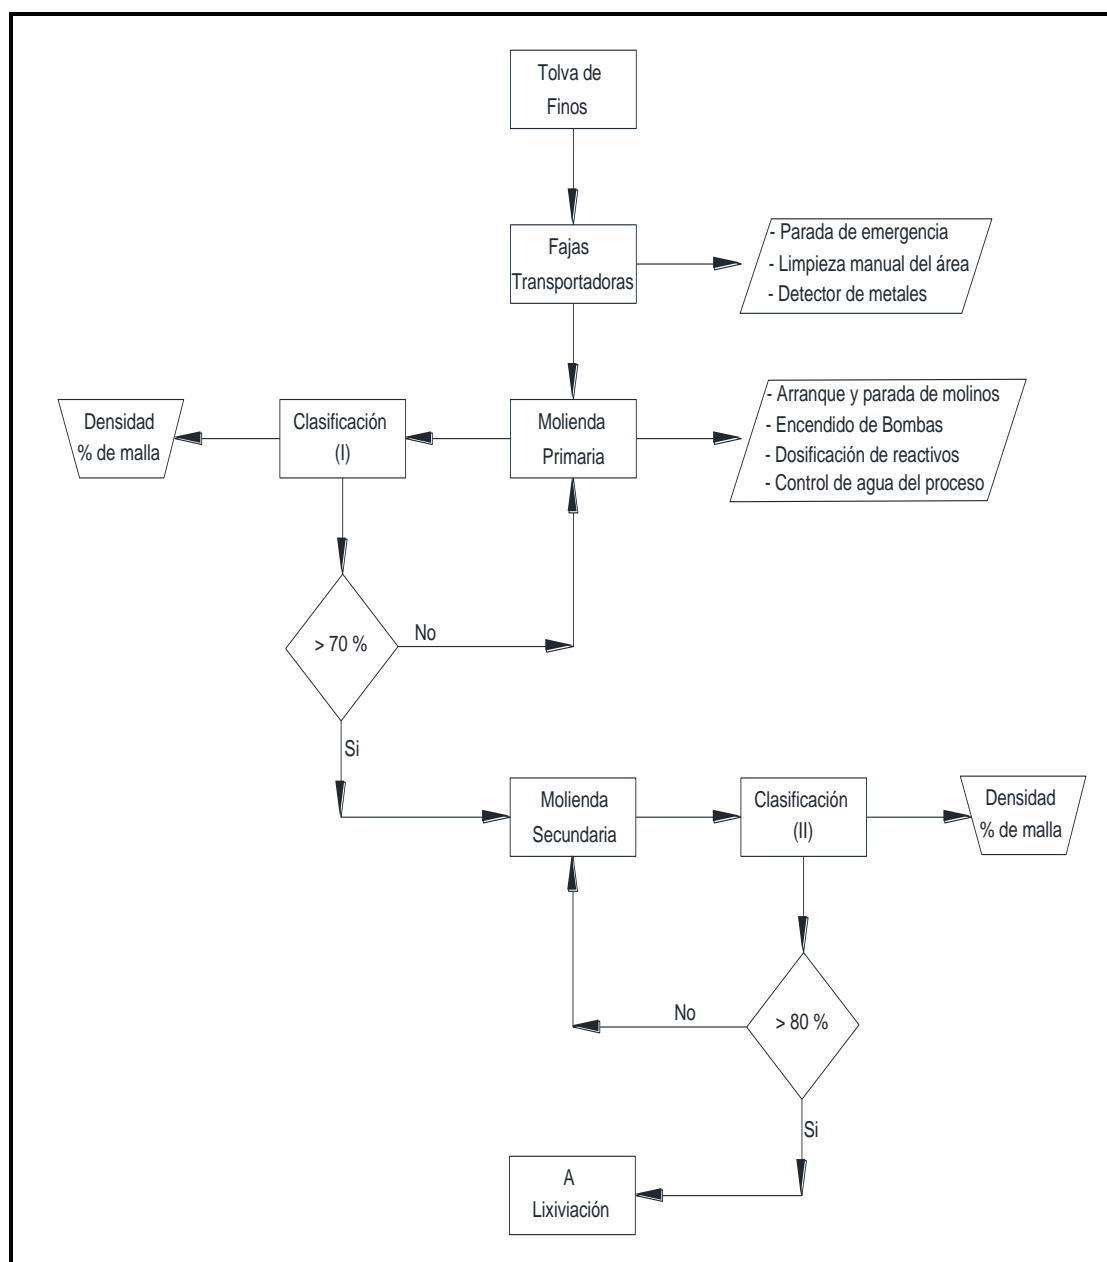 Tolva de
Finos
Fajas
Transportadoras
- Parada de emergencia
- Limpieza manual del área
- Detector de metales
Densidad
% de malla
Clasificación
(I)
Molienda
Primaria
- Arranque y parada de molinos
- Encendido de Bombas
- Dosificación de reactivos
- Control de agua del proceso
> 70 %
No
Si
Molienda
Secundaria
Clasificación
(II)
Densidad
% de malla
No
> 80 %
Si
A
Lixiviación